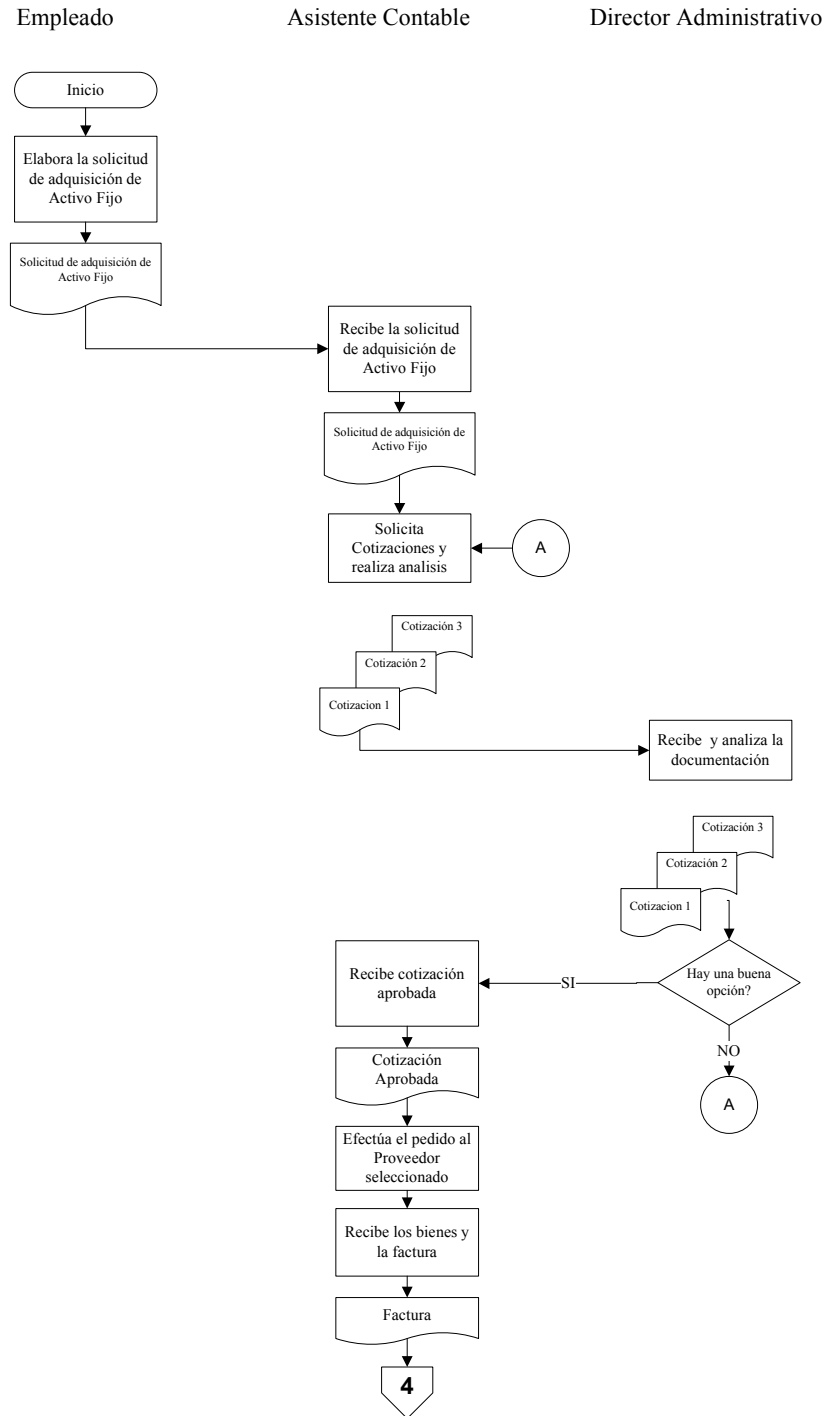 Empleado
Asistente Contable
Director Administrativo
Inicio
Elabora la solicitud
de adquisición de
Activo Fijo
Solicitud de adquisición de
Activo Fijo
Recibe la solicitud
de adquisición de
Activo Fijo
Solicitud de adquisición de
Activo Fijo
Solicita
Cotizaciones y
realiza analisis
A
Cotización 3
Cotización 2
Cotizacion 1
Recibe y analiza la
documentación
Cotización 3
Cotización 2
Cotizacion 1
Hay una buena
opción?
SI
NO
A
Recibe cotización
aprobada
Cotización
Aprobada
Efectúa el pedido al
Proveedor
seleccionado
Recibe los bienes y
la factura
Factura
4